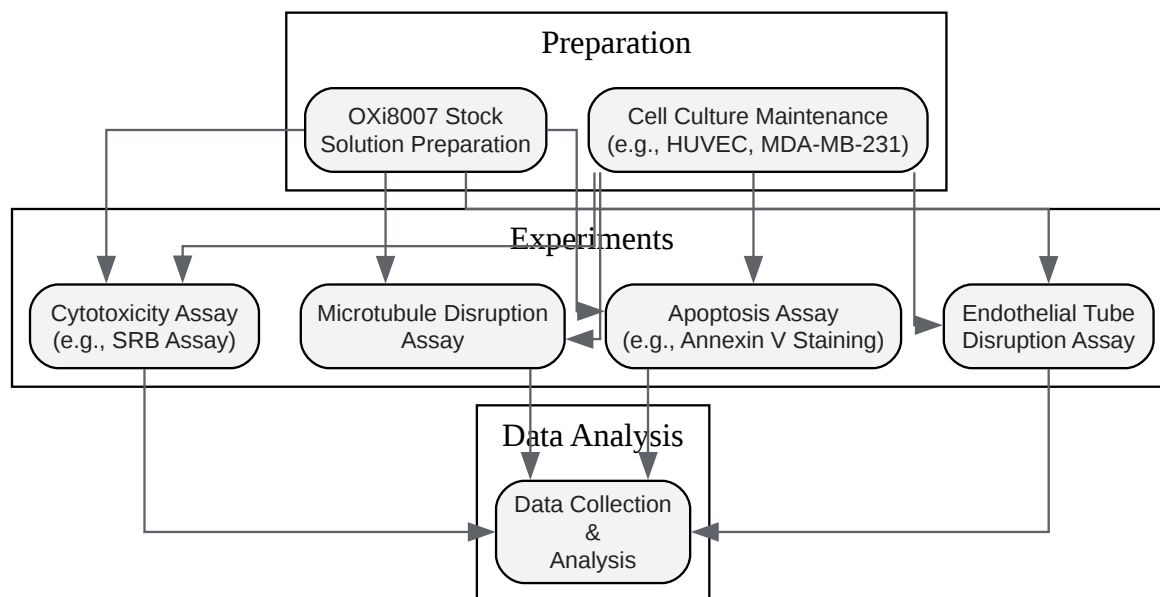 Preparation
OXi8007 Stock
Solution Preparation
Cell Culture Maintenance
(e.g., HUVEC, MDA-MB-231)
Experiments
Cytotoxicity Assay
(e.g., SRB Assay)
Microtubule Disruption
Assay
Apoptosis Assay
(e.g., Annexin V Staining)
Endothelial Tube
Disruption Assay
Data Analysis
Data Collection
&
Analysis